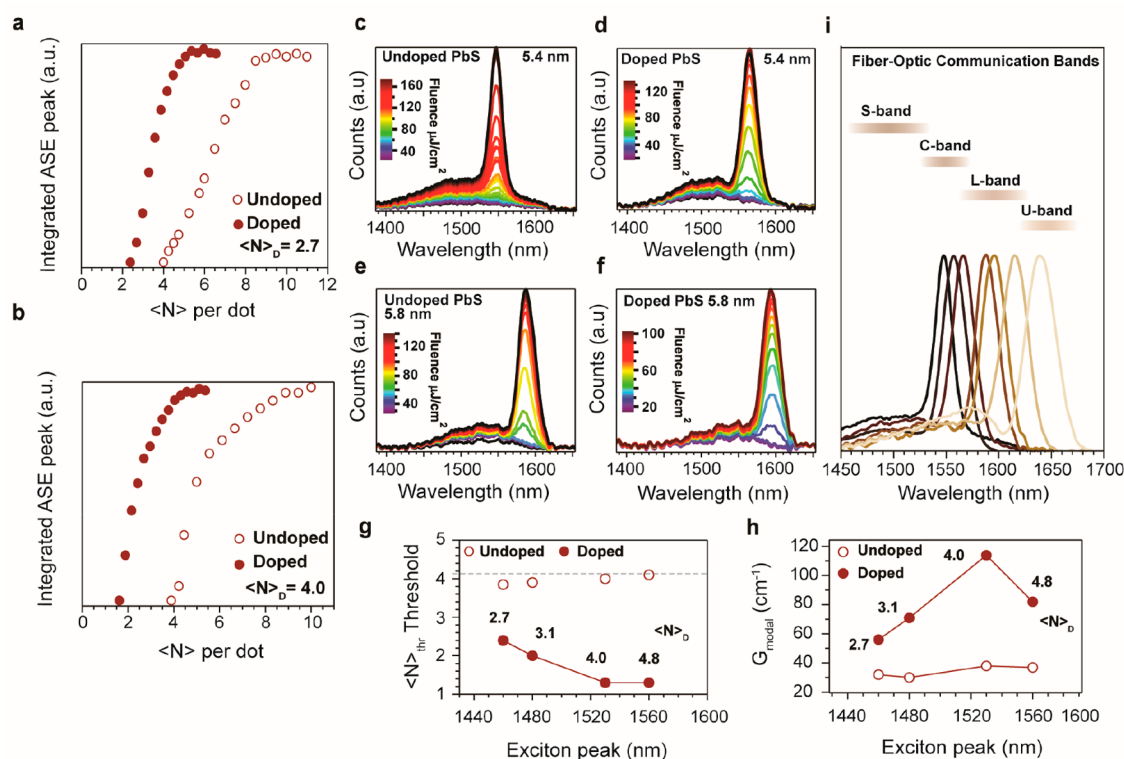 a
Integrated ASE peak (a.u.)
Undoped
Doped
<N>D= 2.7
0 2 4 6 8 10 12
<N> per dot
b
Integrated ASE peak (a.u.)
Undoped
Doped
<N>D= 4.0
0 2 4 6 8 10
<N> per dot
c
Undoped PbS 5.4 nm
160
120
80
40
Fluence μJ/cm2
Counts (a.u)
1400 1500 1600
Wavelength (nm)
d
Doped PbS 5.4 nm
120
80
40
Fluence μJ/cm2
Counts (a.u)
1400 1500 1600
Wavelength (nm)
e
Undoped PbS
5.8 nm
120
80
40
Fluence μJ/cm2
Counts (a.u)
1400 1500 1600
Wavelength (nm)
f
Doped PbS 5.8 nm
100
80
60
40
20
Fluence μJ/cm2
Counts (a.u)
1400 1500 1600
Wavelength (nm)
i
Fiber-Optic Communication Bands
S-band
C-band
L-band
U-band
1450 1500 1550 1600 1650 1700
Wavelength (nm)
g
Undoped Doped
5
4
3
2
1
<N>thr Threshold
2.7
3.1
4.0
4.8
<N>D
1440 1480 1520 1560 1600
Exciton peak (nm)
h
Undoped
Doped
120
100
80
60
40
20
Gmodal (cm-1)
2.7
3.1
4.0
4.8
<N>D
1440 1480 1520 1560 1600
Exciton peak (nm)